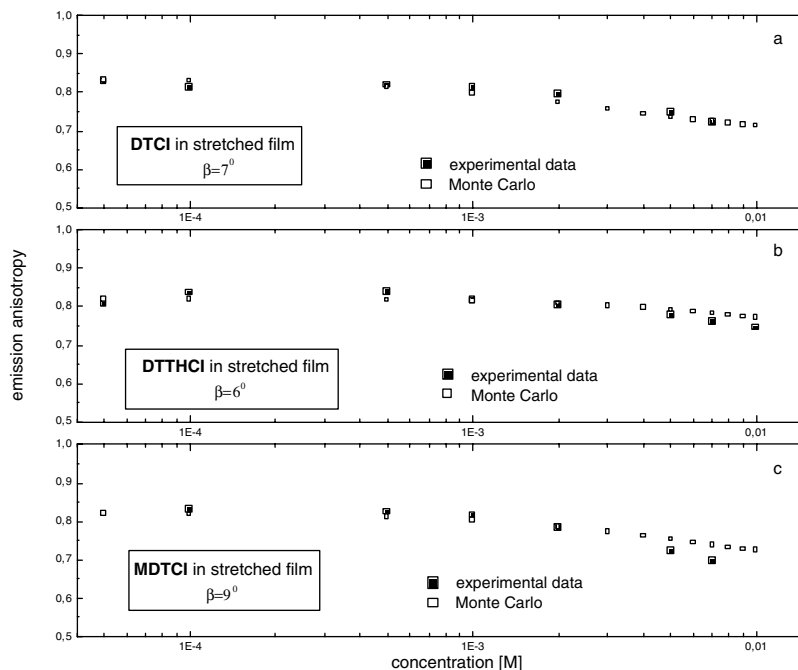 emission anisotropy
a
1,0
0,9
0,8
0,7
0,6
0,5
DTCI in stretched film
β=7⁰
experimental data
Monte Carlo
1E-4
1E-3
0,01
b
1,0
0,9
0,8
0,7
0,6
0,5
DTTHCI in stretched film
β=6⁰
experimental data
Monte Carlo
1E-4
1E-3
0,01
c
1,0
0,9
0,8
0,7
0,6
0,5
MDTCI in stretched film
β=9⁰
experimental data
Monte Carlo
1E-4
1E-3
0,01
concentration [M]